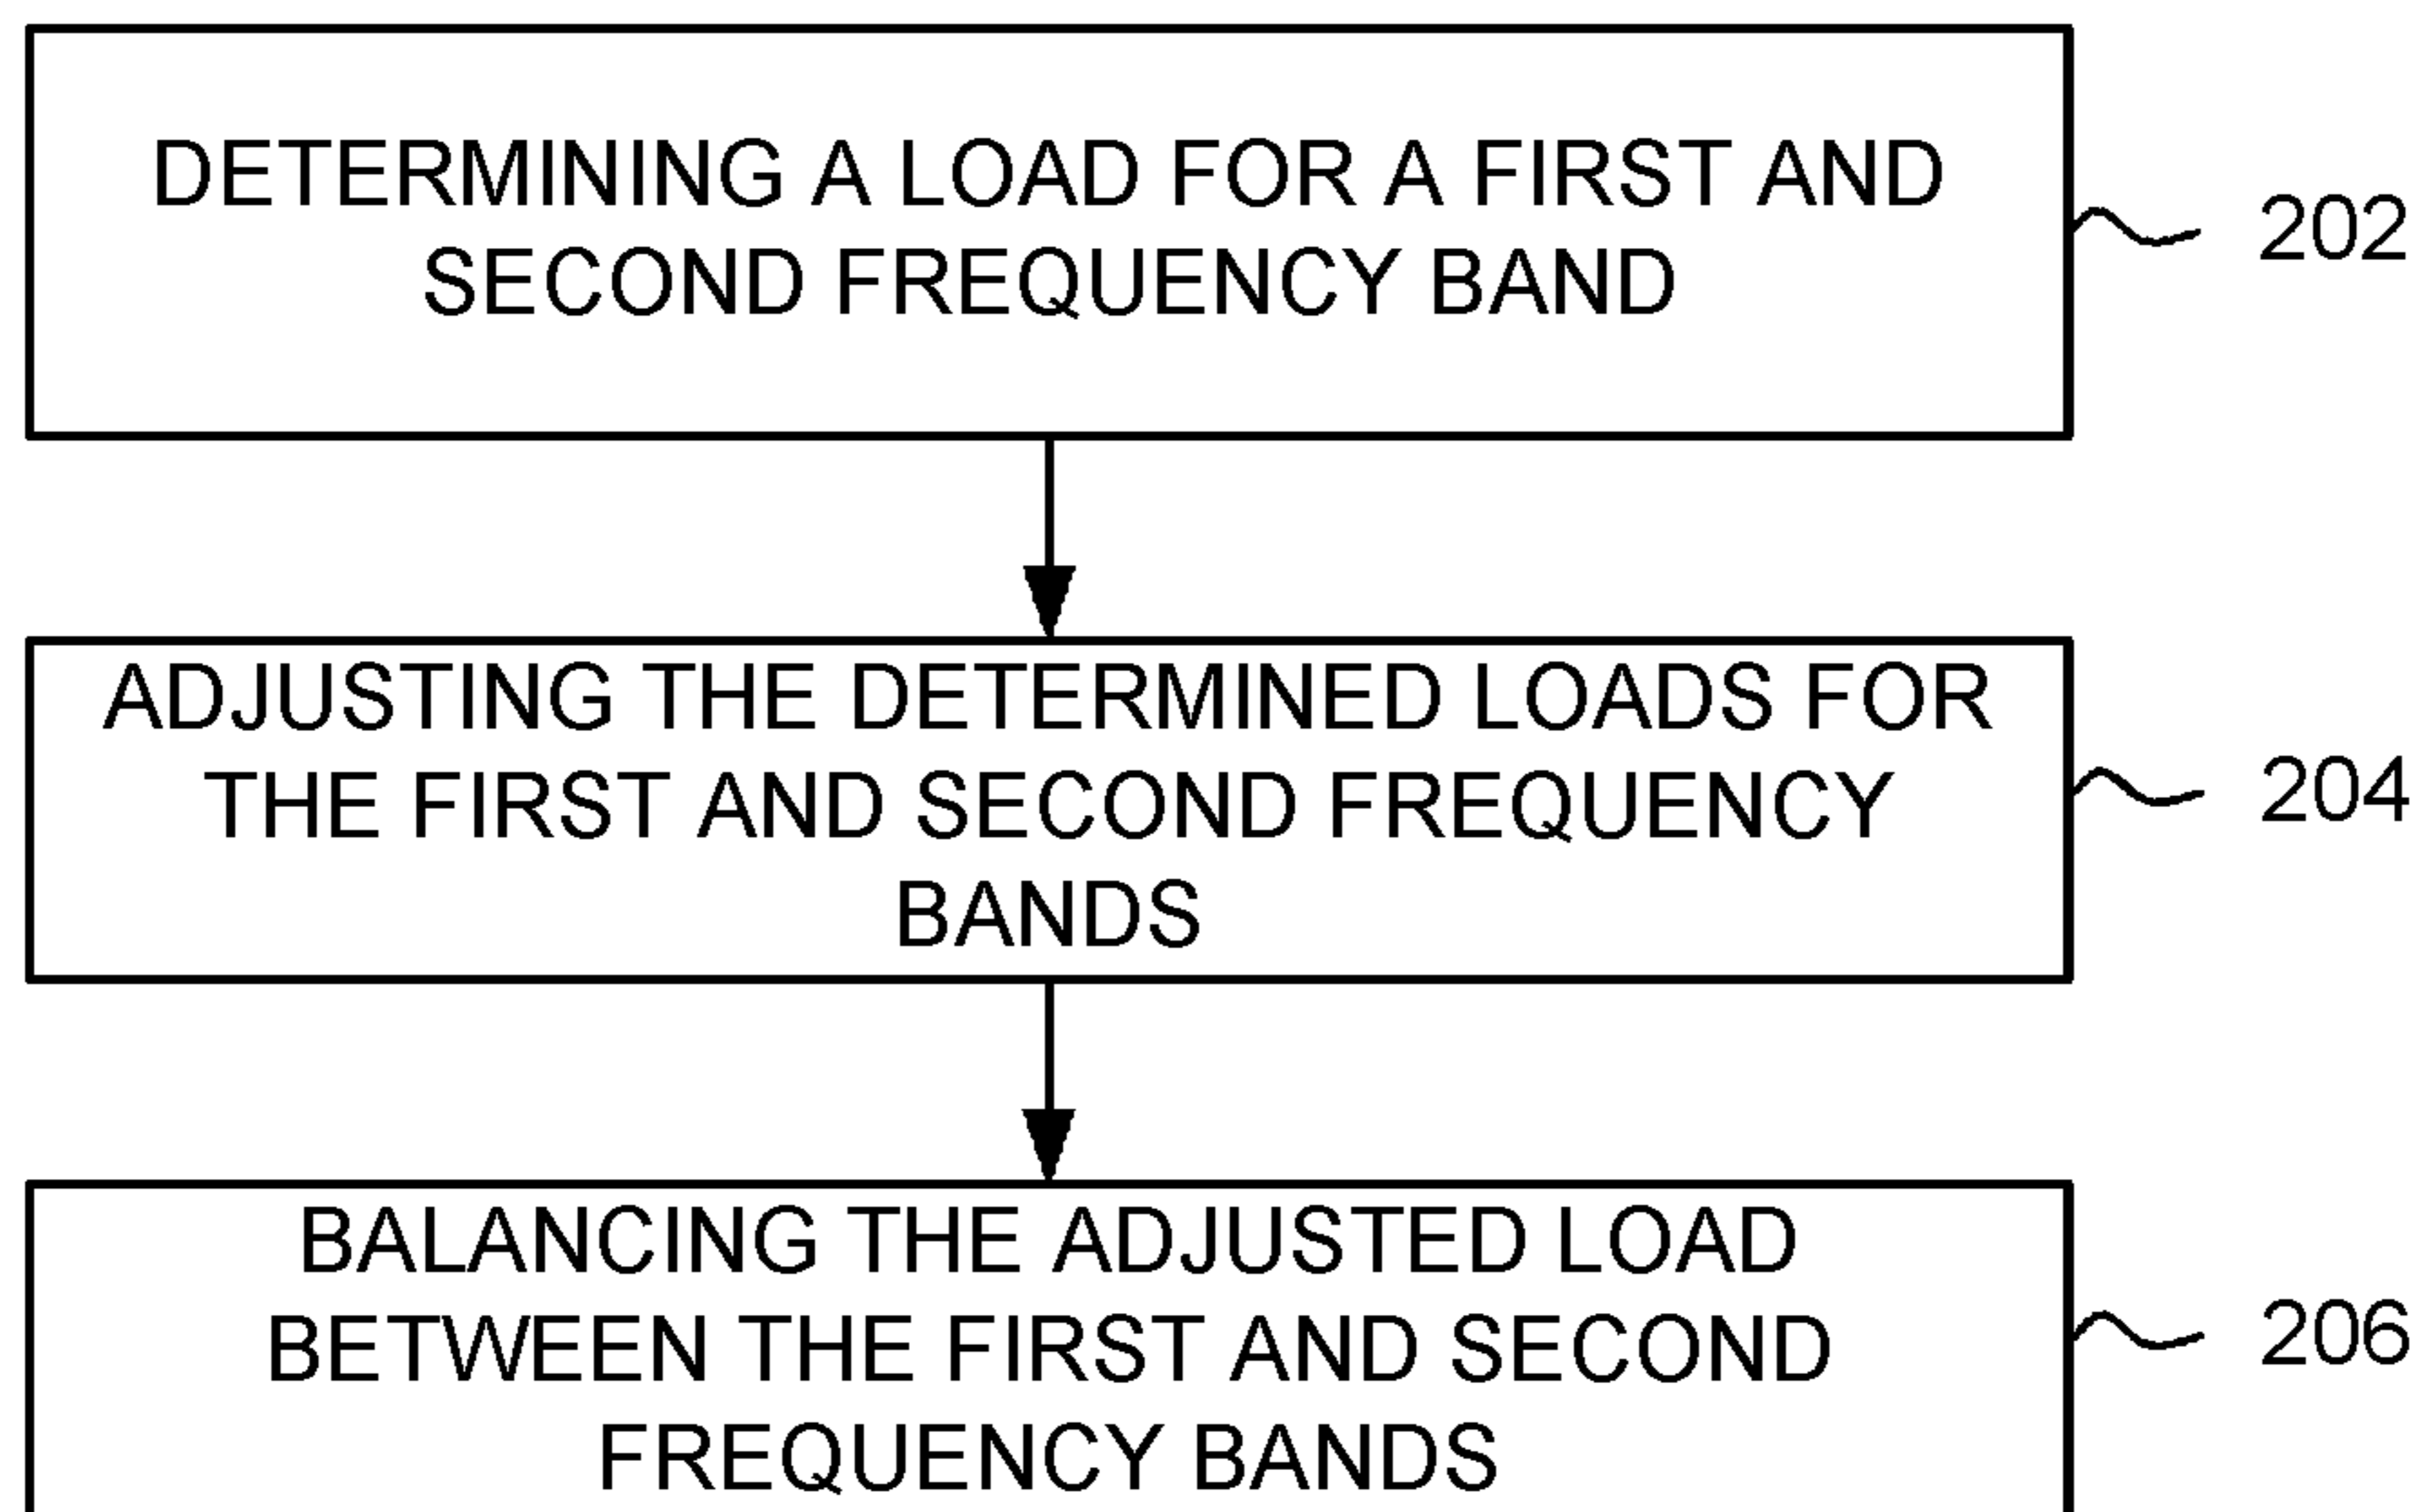 DETERMINING A LOAD FOR A FIRST AND
SECOND FREQUENCY BAND
202
ADJUSTING THE DETERMINED LOADS FOR
THE FIRST AND SECOND FREQUENCY
BANDS
204
BALANCING THE ADJUSTED LOAD
BETWEEN THE FIRST AND SECOND
FREQUENCY BANDS
206